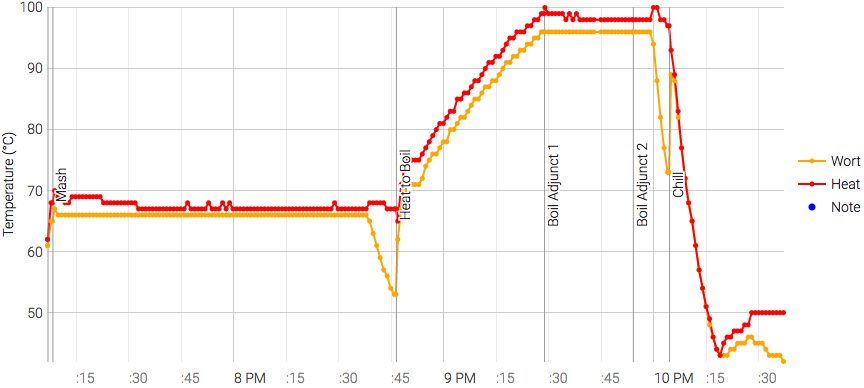 100
90
80
70
60
50
Temperature (°C)
Mash
Heat to Boil
Boil Adjunct 1
Boil Adjunct 2
Chill
Wort
Heat
Note
:15 :30 :45 8 PM :15 :30 :45 9 PM :15 :30 :45 10 PM :15 :30